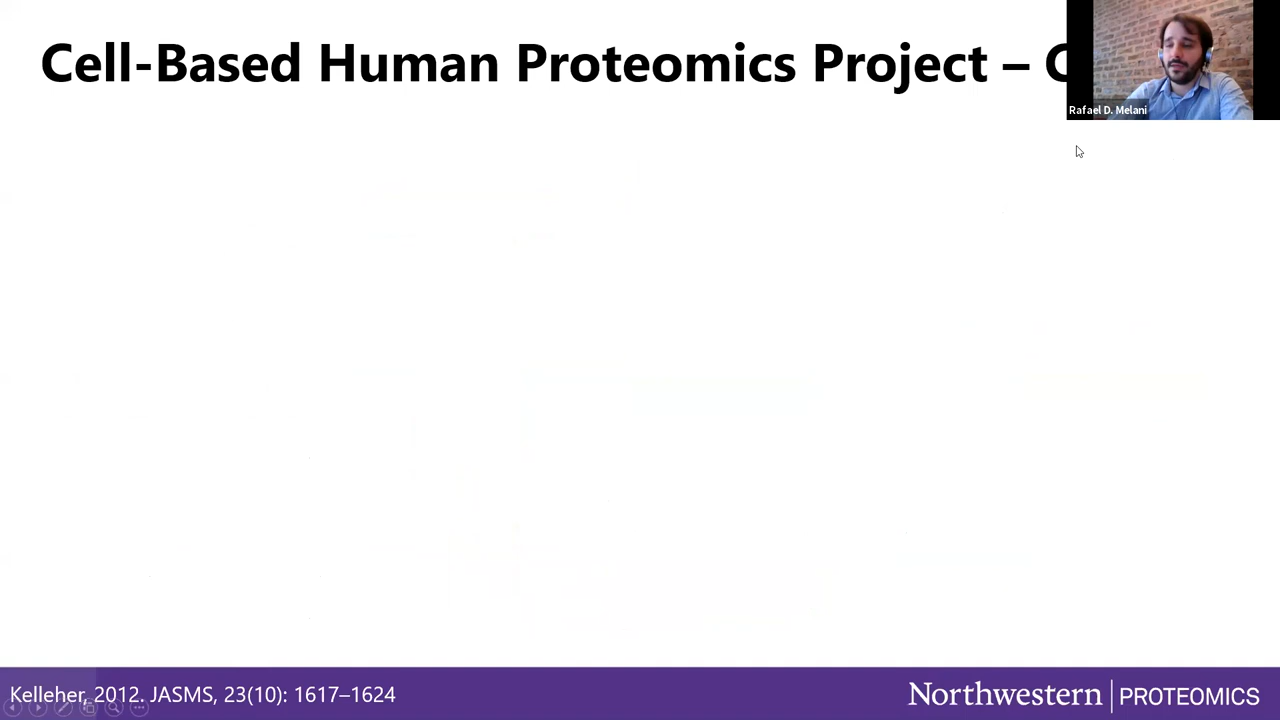 Cell-Based Human Proteomics Project –
Rafael D. Melani
Kelleher, 2012. JASMS, 23(10): 1617–1624
Northwestern | PROTEOMICS